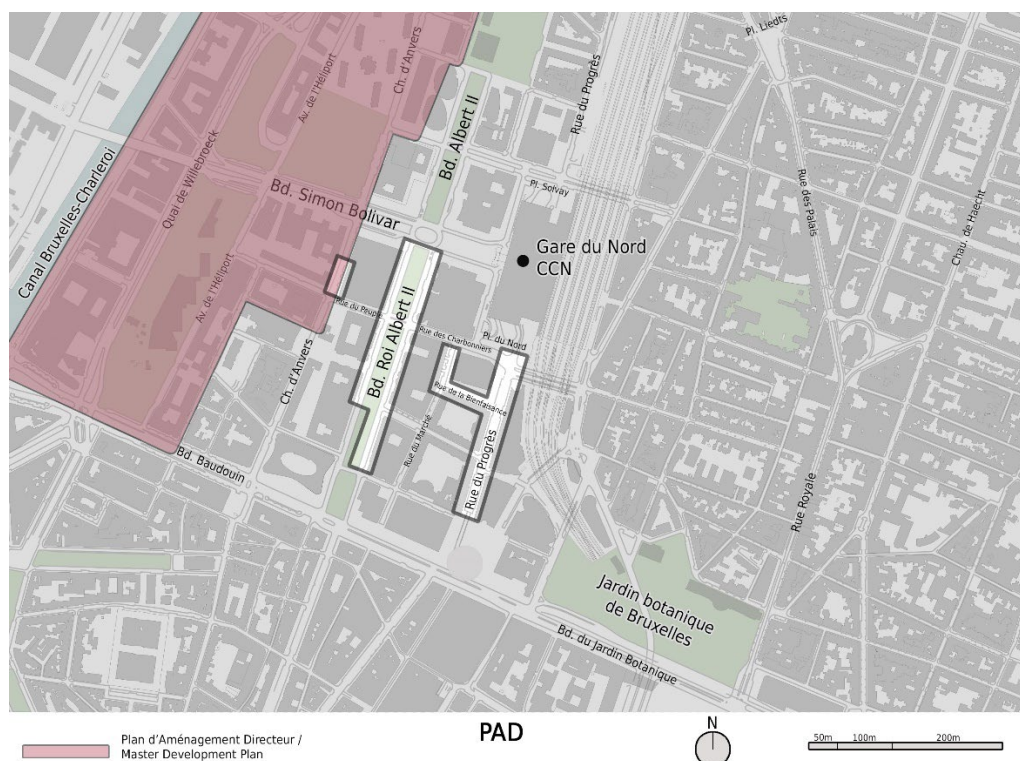 Pl. Liedts
Ch. d'Anvers
Av. de l'Héliport
Bd. Albert II
Rue du Progrès
Quai de Willebroeck
Canal Bruxelles-Charleroi
Bd. Simon Bolivar
Pl. Solvay
Rue des Palais
Chau. de Haecht
Gare du Nord
CCN
Av. de l'Héliport
Rue du Peuple
Bd. Roi Albert II
Rue des Charbonniers
Pl. du Nord
Ch. d'Anvers
Rue de la Bienfaisance
Rue du Marché
Rue du Progrès
Bd. Baudouin
Rue Royale
Jardin botanique
de Bruxelles
Bd. du Jardin Botanique
Plan d'Aménagement Directeur /
Master Development Plan
PAD
N
50m 100m 200m